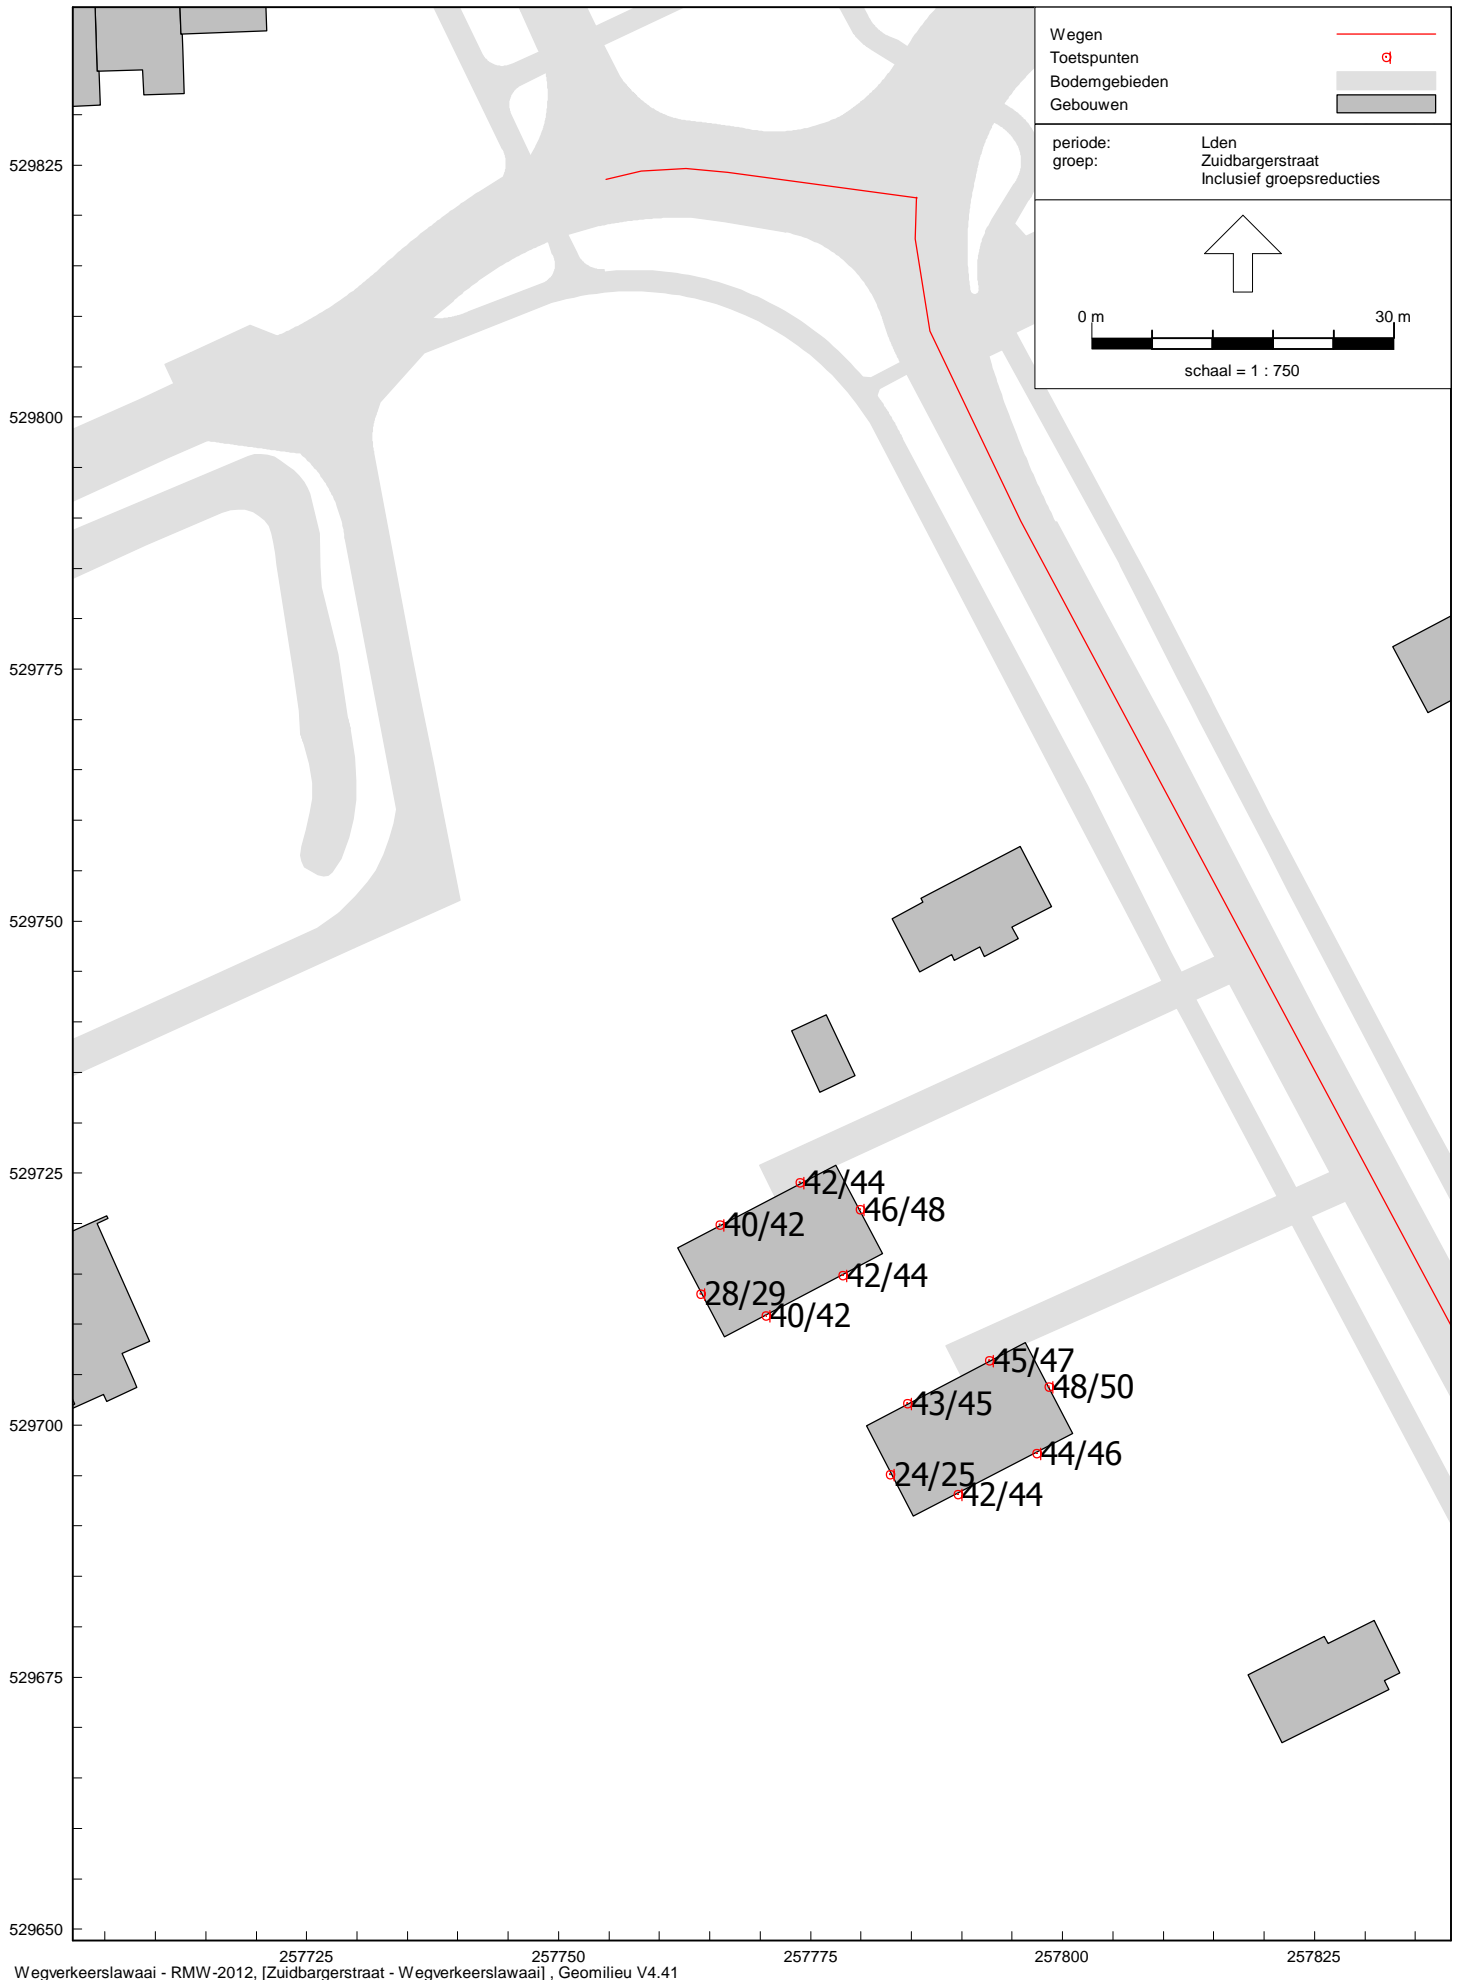 Wegen
Toetspunten
Bodemgebieden
Gebouwen
periode: Lden
groep: Zuidbargerstraat
Inclusief groepsreducties
0 m 30 m
schaal = 1 : 750
529825
529800
529775
529750
529725
42/44
46/48
40/42
42/44
28/29
40/42
45/47
48/50
43/45
529700
44/46
24/25
42/44
529675
529650
257725 257750 257775 257800 257825
Wegverkeerslawaai - RMW-2012, [Zuidbargerstraat - Wegverkeerslawaai] , Geomilieu V4.41